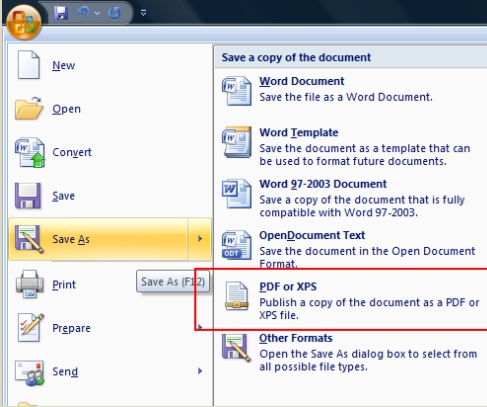 New
Open
Convert
Save
Save As
Print
Save As (F12)
Prepare
Send
Save a copy of the document
Word Document
Save the file as a Word Document.
Word Template
Save the document as a template that can
be used to format future documents.
Word 97-2003 Document
Save a copy of the document that is fully
compatible with Word 97-2003.
OpenDocument Text
Save the document in the Open Document
Format.
ODT
PDF or XPS
Publish a copy of the document as a PDF or
XPS file.
Other Formats
Open the Save As dialog box to select from
all possible file types.